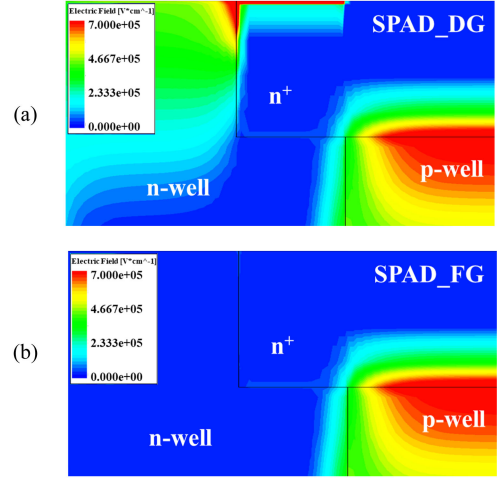 Electric Field [V*cm^-1]
7.000e+05
4.667e+05
2.333e+05
0.000e+00
SPAD_DG
(a)
n+
n-well
p-well
Electric Field [V*cm^-1]
7.000e+05
4.667e+05
2.333e+05
0.000e+00
SPAD_FG
(b)
n+
n-well
p-well